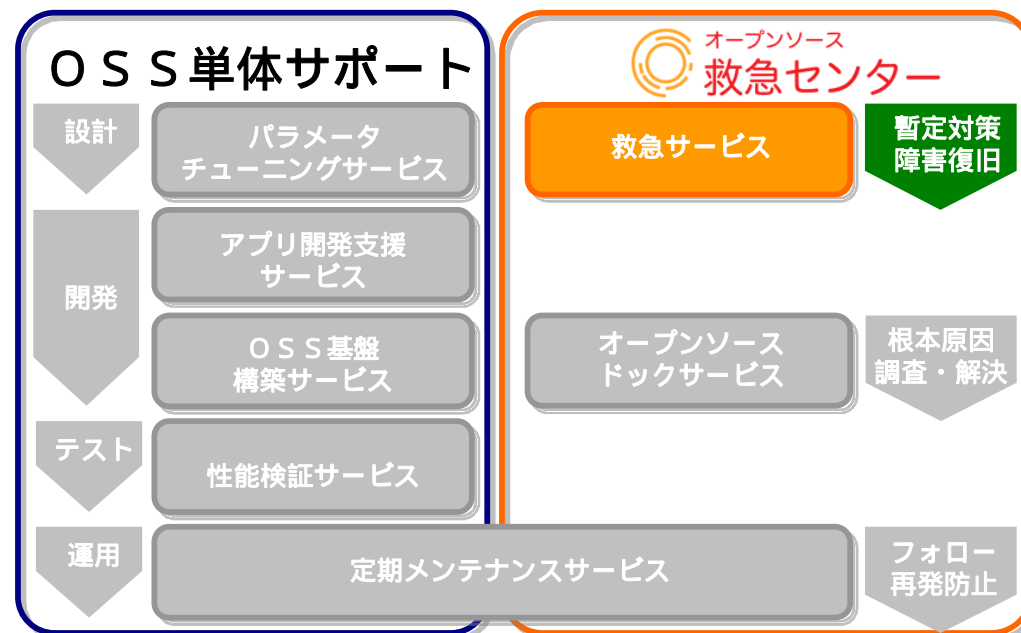 ＯＳＳ単体サポート
設計
パラメータ
チューニングサービス
開発
アプリ開発支援
サービス
ＯＳＳ基盤
構築サービス
テスト
性能検証サービス
運用
定期メンテナンスサービス
オープンソース
救急センター
救急サービス
暫定対策
障害復旧
オープンソース
ドックサービス
根本原因
調査・解決
フォロー
再発防止